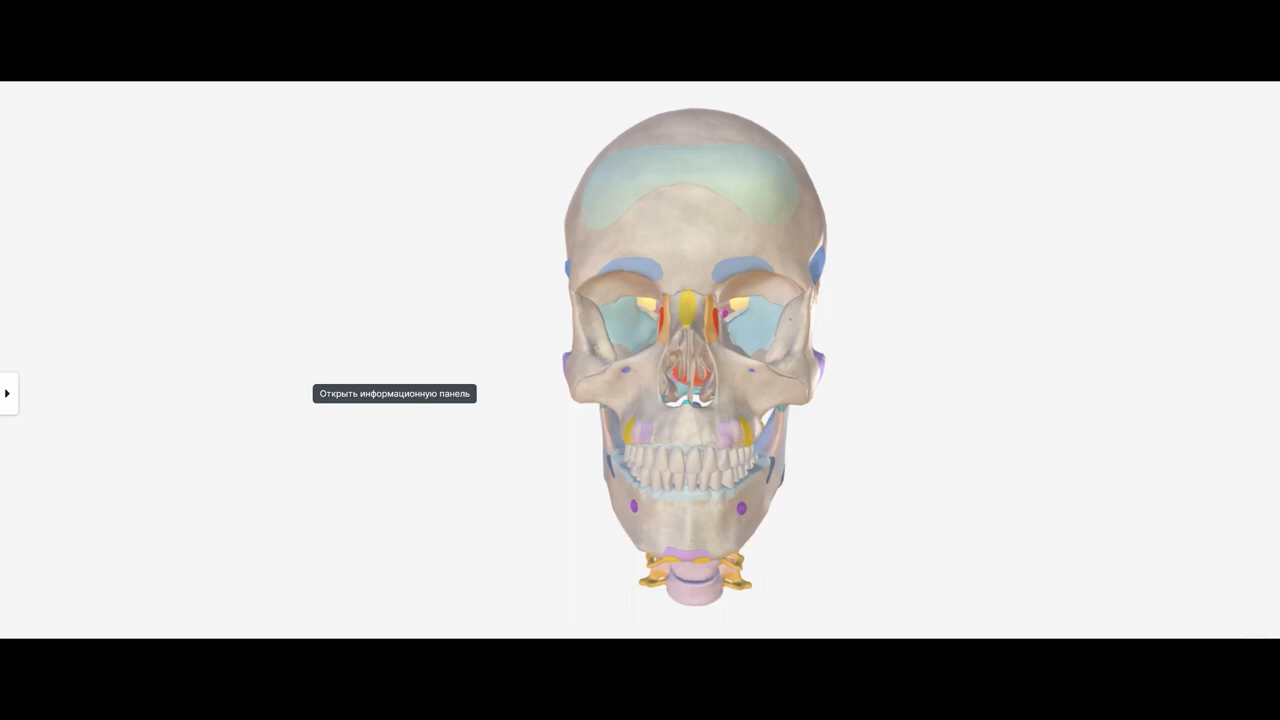 Открыть информационную панель